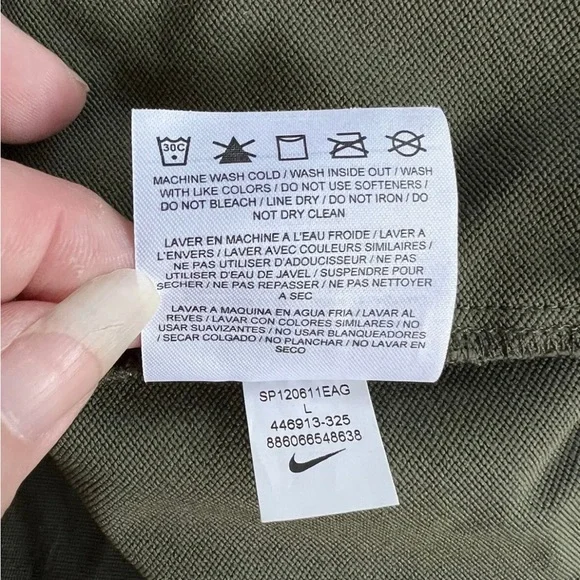 30C
MACHINE WASH COLD / WASH INSIDE OUT / WASH
WITH LIKE COLORS / DO NOT USE SOFTENERS /
DO NOT BLEACH / LINE DRY / DO NOT IRON / DO
NOT DRY CLEAN
LAVER EN MACHINE À L'EAU FROIDE / LAVER A
L'ENVERS / LAVER AVEC COULEURS SIMILAIRES /
NE PAS UTILISER D'ADOUCISSEUR / NE PAS
UTILISER D'EAU DE JAVEL / SUSPENDRE POUR
SECHER / NE PAS REPASSER / NE PAS NETTOYER
A SEC
LAVAR A MAQUINA EN AGUA FRIA / LAVAR AL
REVES / LAVAR CON COLORES SIMILARES / NO
USAR SUAVIZANTES / NO USAR BLANQUEADORES
/ SECAR COLGADO / NO PLANCHAR / NO LAVAR EN
SECO
SP120611EAG
L
446913-325
886066548638